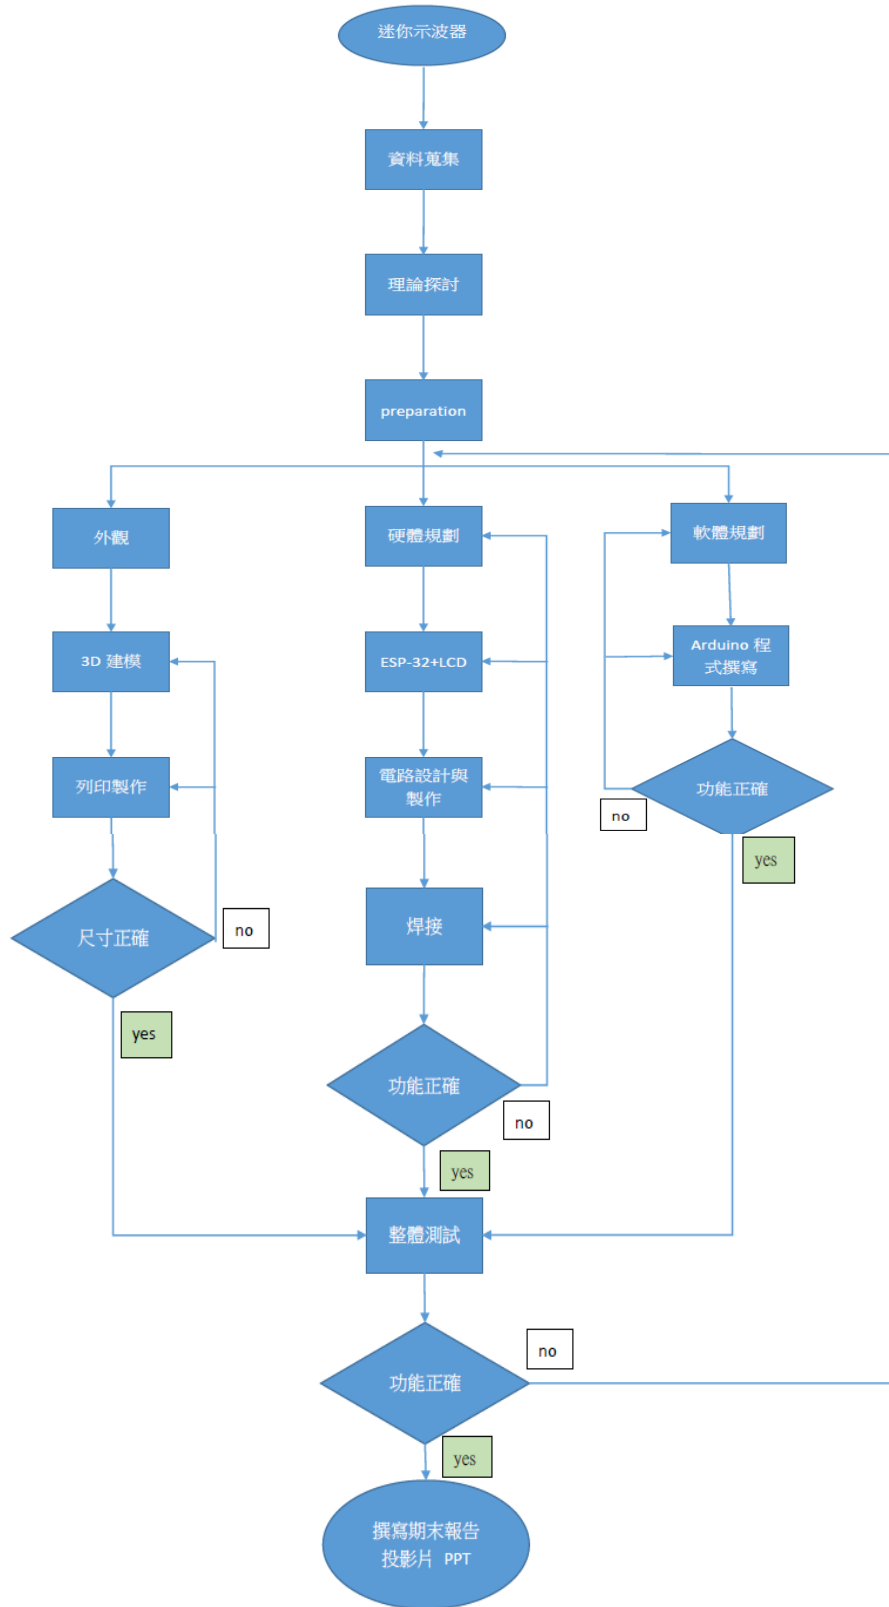 迷你示波器
資料蒐集
理論探討
preparation
外觀
硬體規劃
軟體規劃
3D 建模
ESP-32+LCD
Arduino 程
式撰寫
列印製作
電路設計與
製作
功能正確
no
yes
尺寸正確
no
焊接
yes
功能正確
no
yes
整體測試
功能正確
no
yes
撰寫期末報告
投影片 PPT